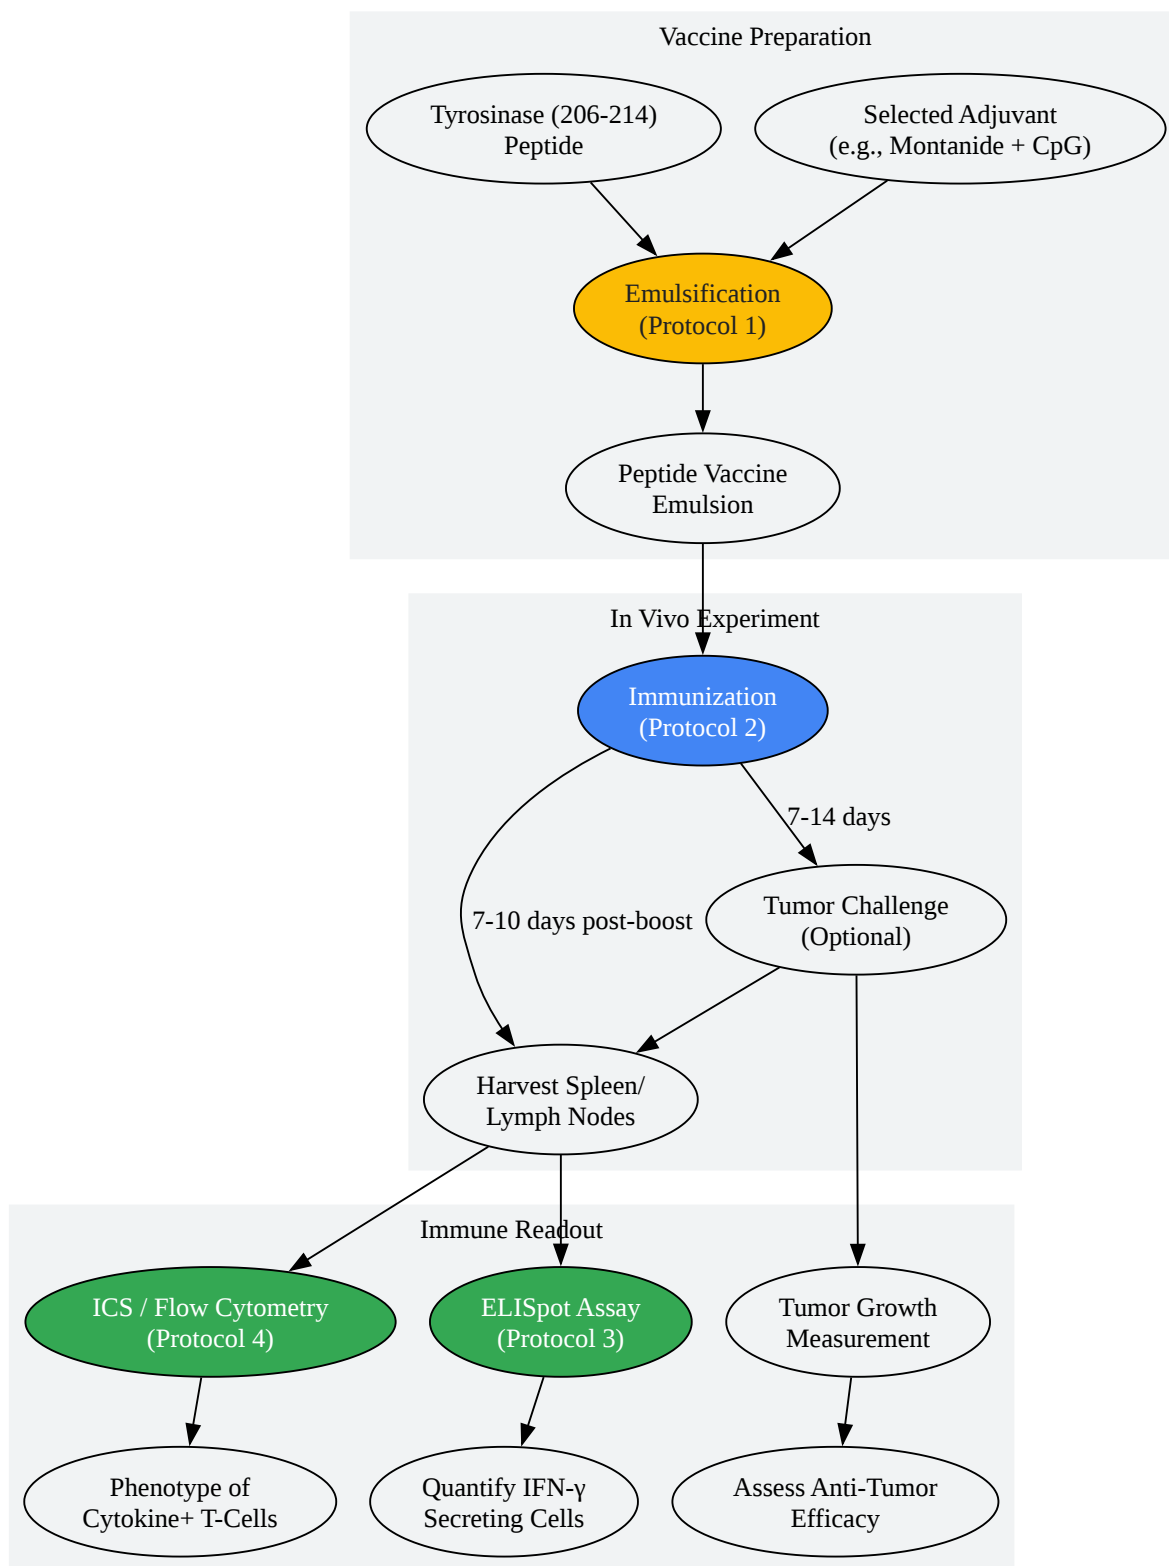 Vaccine Preparation
Tyrosinase (206-214)
Peptide
Selected Adjuvant
(e.g., Montanide + CpG)
Emulsification
(Protocol 1)
Peptide Vaccine
Emulsion
In Vivo Experiment
Immunization
(Protocol 2)
7-14 days
7-10 days post-boost
Tumor Challenge
(Optional)
Harvest Spleen/
Lymph Nodes
Immune Readout
ICS / Flow Cytometry
(Protocol 4)
ELISpot Assay
(Protocol 3)
Tumor Growth
Measurement
Phenotype of
Cytokine+ T-Cells
Quantify IFN-γ
Secreting Cells
Assess Anti-Tumor
Efficacy